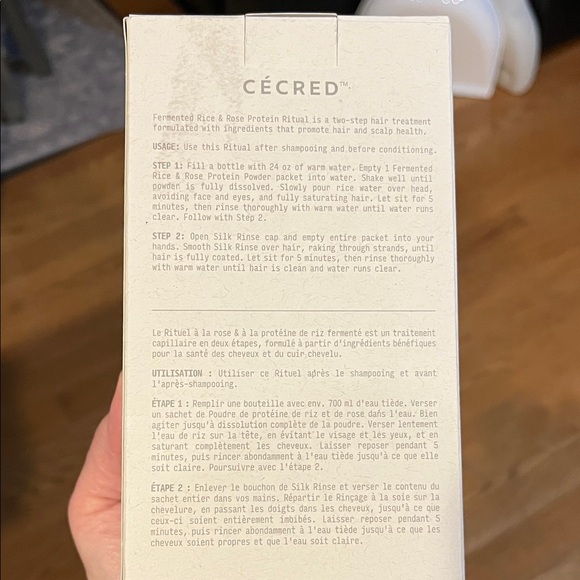 CÉCRED™
Fermented Rice & Rose Protein Ritual is a two-step hair treatment
formulated with ingredients that promote hair and scalp health.
USAGE: Use this Ritual after shampooing and before conditioning.
STEP 1: Fill a bottle with 24 oz of warm water. Empty 1 Fermented
Rice & Rose Protein Powder packet into water. Shake well until
powder is fully dissolved. Slowly pour rice water over head,
avoiding face and eyes, and fully saturating hair. Let sit for 5
minutes, then rinse thoroughly with warm water until water runs
clear. Follow with Step 2.
STEP 2: Open Silk Rinse cap and empty entire packet into your
hands. Smooth Silk Rinse over hair, raking through strands, until
hair is fully coated. Let sit for 5 minutes, then rinse thoroughly
with warm water until hair is clean and water runs clear.
Le Rituel à la rose & à la protéine de riz fermenté est un traitement
capillaire en deux étapes, formulé à partir d'ingrédients bénéfiques
pour la santé des cheveux et du cuir chevelu.
UTILISATION : Utiliser ce Rituel après le shampooing et avant
l'après-shampooing.
ÉTAPE 1 : Remplir une bouteille avec env. 700 ml d'eau tiède. Verser
un sachet de Poudre de protéine de riz et de rose dans l'eau. Bien
agiter jusqu'à dissolution complète de la poudre. Verser lentement
l'eau de riz sur la tête, en évitant le visage et les yeux, et en
saturant complètement les cheveux. Laisser reposer pendant 5
minutes, puis rincer abondamment à l'eau tiède jusqu'à ce que elle
soit claire. Poursuivre avec l'étape 2.
ÉTAPE 2 : Enlever le bouchon de Silk Rinse et verser le contenu du
sachet entier dans vos mains. Répartir le Rinçage à la soie sur la
chevelure, en passant les doigts dans les cheveux, jusqu'à ce que
ceux-ci soient entièrement imbibés. Laisser reposer pendant 5
minutes, puis rincer abondamment à l'eau tiède jusqu'à ce que les
cheveux soient propres et que l'eau soit claire.